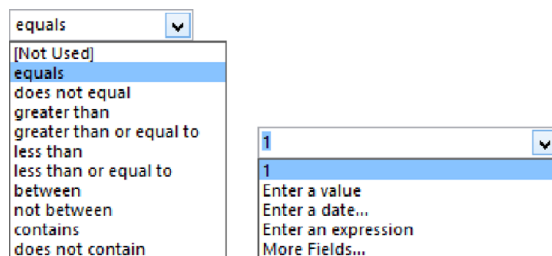 equals
[Not Used]
equals
does not equal
greater than
greater than or equal to
less than
less than or equal to
between
not between
contains
does not contain
1
1
Enter a value
Enter a date...
Enter an expression
More Fields...